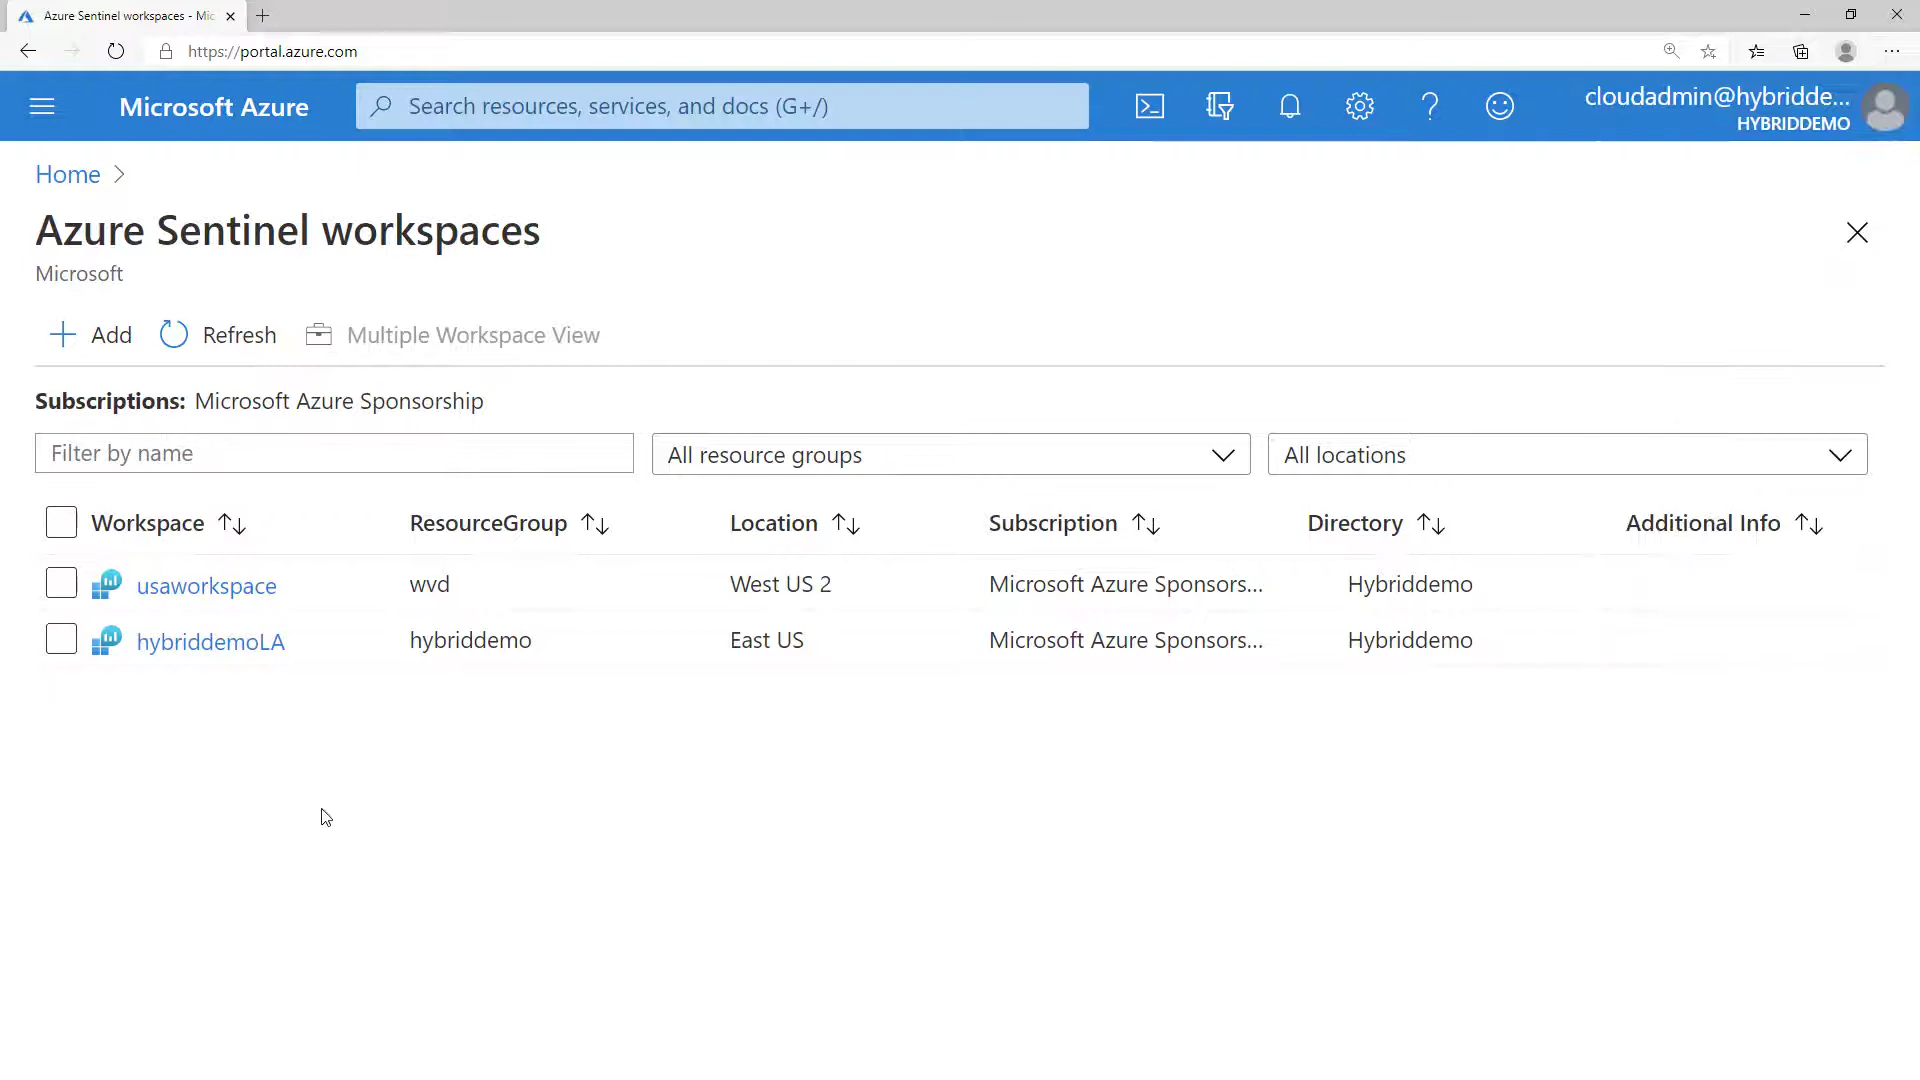 Azure Sentinel workspaces - Mic
https://portal.azure.com
Microsoft Azure
Search resources, services, and docs (G+/)
cloudadmin@hybridde...
HYBRIDDEMO
Home
Azure Sentinel workspaces
Microsoft
Add Refresh Multiple Workspace View
Subscriptions: Microsoft Azure Sponsorship
Filter by name All resource groups All locations
Workspace ResourceGroup Location Subscription Directory Additional Info
usaworkspace wvd West US 2 Microsoft Azure Sponsors... Hybriddemo
hybriddemoLA hybriddemo East US Microsoft Azure Sponsors... Hybriddemo